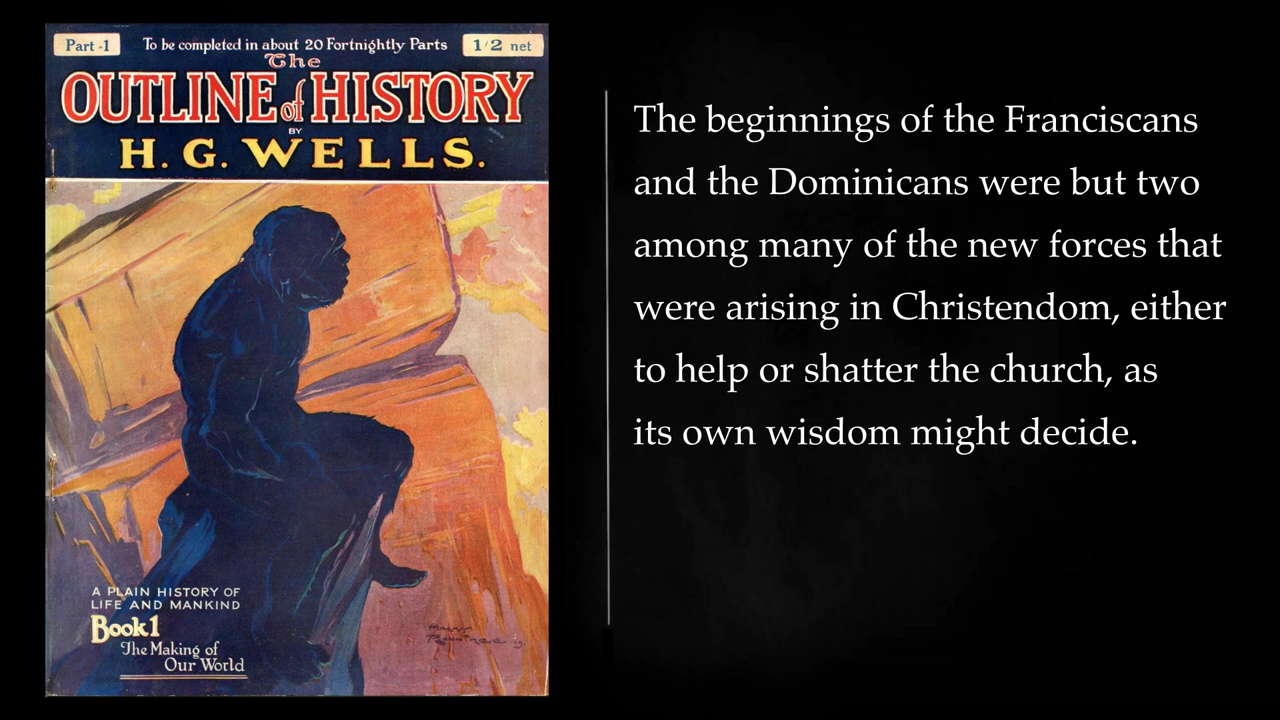 Part -1
To be completed in about 20 Fortnightly Parts
1/2 net
The
OUTLINE of HISTORY
BY
H. G. WELLS.
A PLAIN HISTORY OF
LIFE AND MANKIND
Book 1
The Making of
Our World
The beginnings of the Franciscans
and the Dominicans were but two
among many of the new forces that
were arising in Christendom, either
to help or shatter the church, as
its own wisdom might decide.